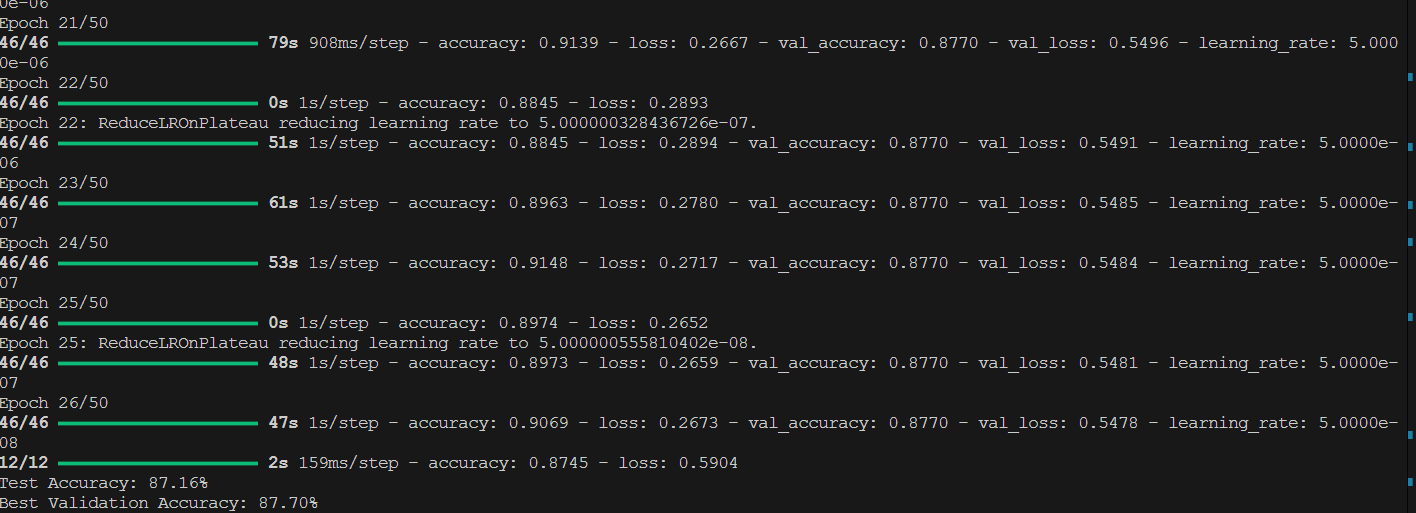 0e-06
Epoch 21/50
46/46 79s 908ms/step - accuracy: 0.9139 - loss: 0.2667 - val_accuracy: 0.8770 - val_loss: 0.5496 - learning_rate: 5.000
0e-06
Epoch 22/50
46/46 0s 1s/step - accuracy: 0.8845 - loss: 0.2893
Epoch 22: ReduceLROnPlateau reducing learning rate to 5.000000328436726e-07.
46/46 51s 1s/step - accuracy: 0.8845 - loss: 0.2894 - val_accuracy: 0.8770 - val_loss: 0.5491 - learning_rate: 5.0000e-
06
Epoch 23/50
46/46 61s 1s/step - accuracy: 0.8963 - loss: 0.2780 - val_accuracy: 0.8770 - val_loss: 0.5485 - learning_rate: 5.0000e-
07
Epoch 24/50
46/46 53s 1s/step - accuracy: 0.9148 - loss: 0.2717 - val_accuracy: 0.8770 - val_loss: 0.5484 - learning_rate: 5.0000e-
07
Epoch 25/50
46/46 0s 1s/step - accuracy: 0.8974 - loss: 0.2652
Epoch 25: ReduceLROnPlateau reducing learning rate to 5.000000555810402e-08.
46/46 48s 1s/step - accuracy: 0.8973 - loss: 0.2659 - val_accuracy: 0.8770 - val_loss: 0.5481 - learning_rate: 5.0000e-
07
Epoch 26/50
46/46 47s 1s/step - accuracy: 0.9069 - loss: 0.2673 - val_accuracy: 0.8770 - val_loss: 0.5478 - learning_rate: 5.0000e-
08
12/12 2s 159ms/step - accuracy: 0.8745 - loss: 0.5904
Test Accuracy: 87.16%
Best Validation Accuracy: 87.70%